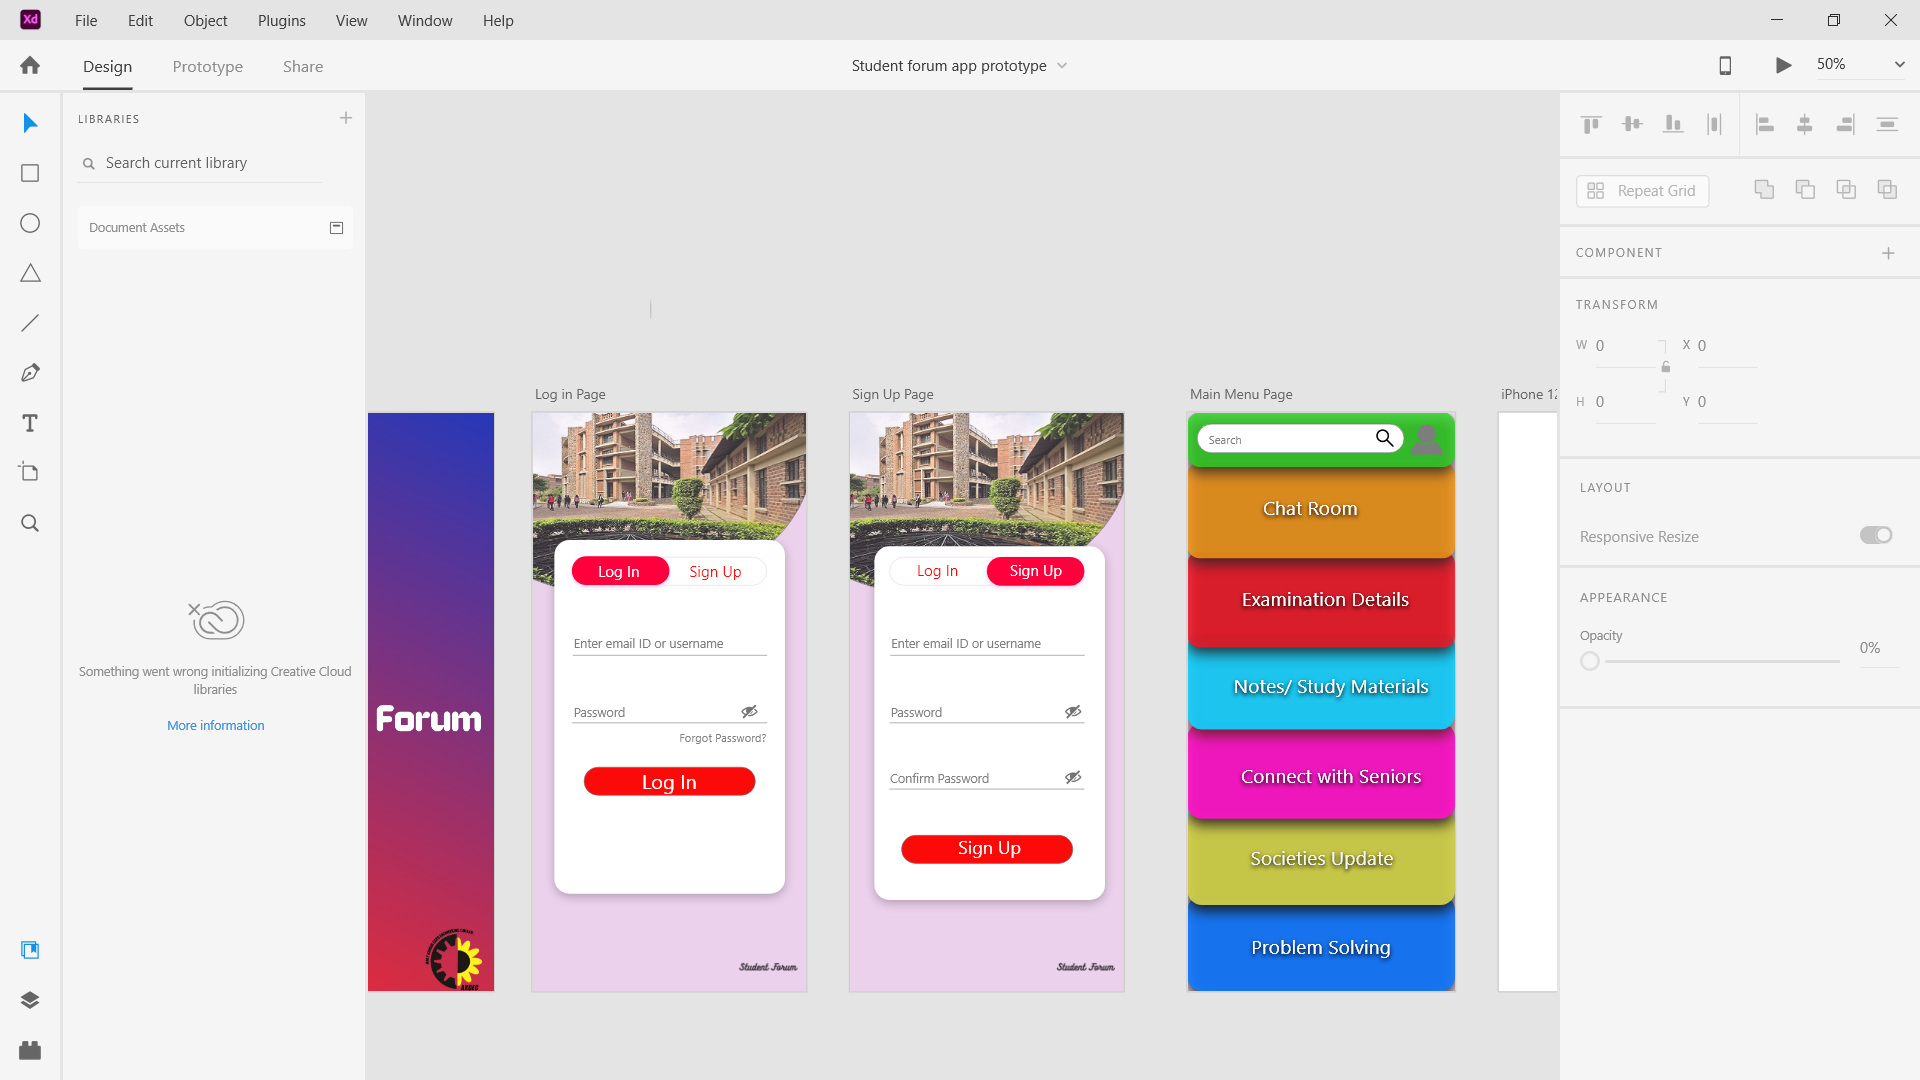 Xd File Edit Object Plugins View Window Help
Design Prototype Share Student forum app prototype 50%
LIBRARIES
Search current library
Document Assets
Something went wrong initializing Creative Cloud
libraries
More information
Forum
Log in Page
Log In Sign Up
Enter email ID or username
Password
Forgot Password?
Log In
Student Forum
Sign Up Page
Log In Sign Up
Enter email ID or username
Password
Confirm Password
Sign Up
Student Forum
Main Menu Page
Search
Chat Room
Examination Details
Notes/ Study Materials
Connect with Seniors
Societies Update
Problem Solving
iPhone 12
Repeat Grid
COMPONENT
TRANSFORM
W 0 X 0
H 0 Y 0
LAYOUT
Responsive Resize
APPEARANCE
Opacity
0%